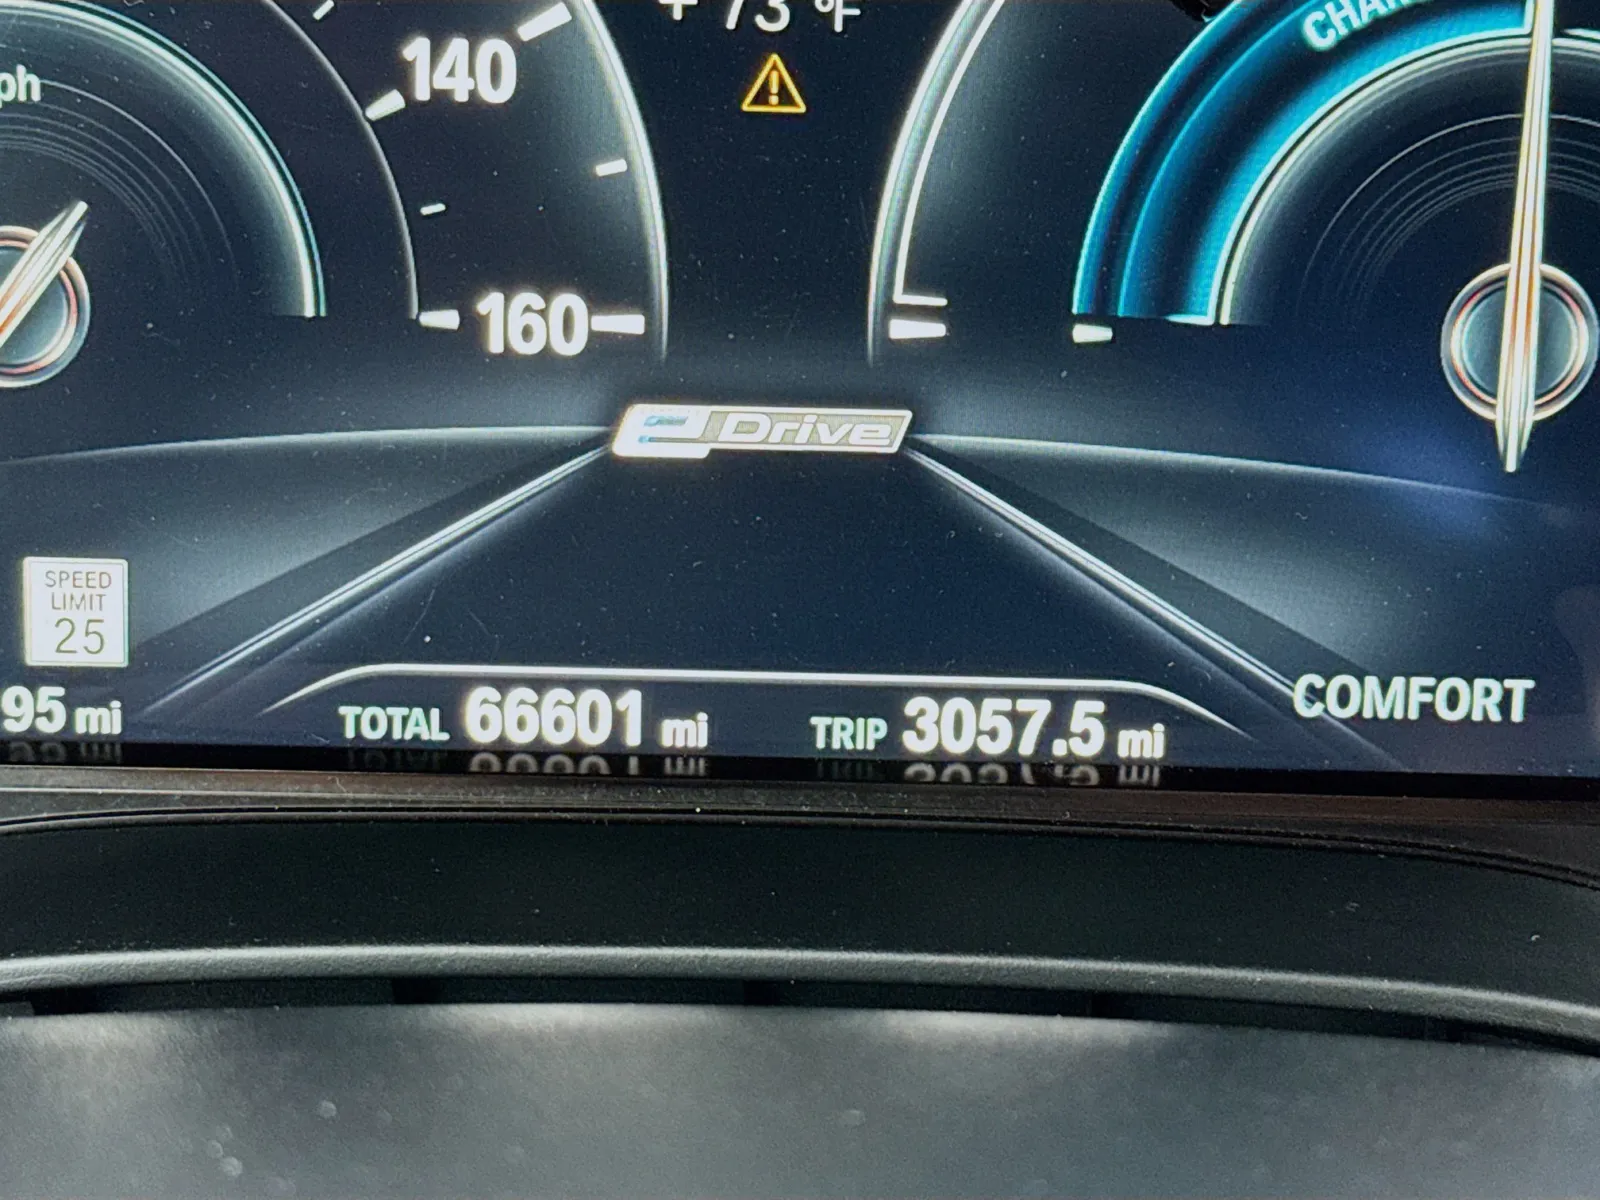 + 73 °F
140
160
eDrive
SPEED
LIMIT
25
95 mi
TOTAL 66601 mi
TRIP 3057.5 mi
COMFORT